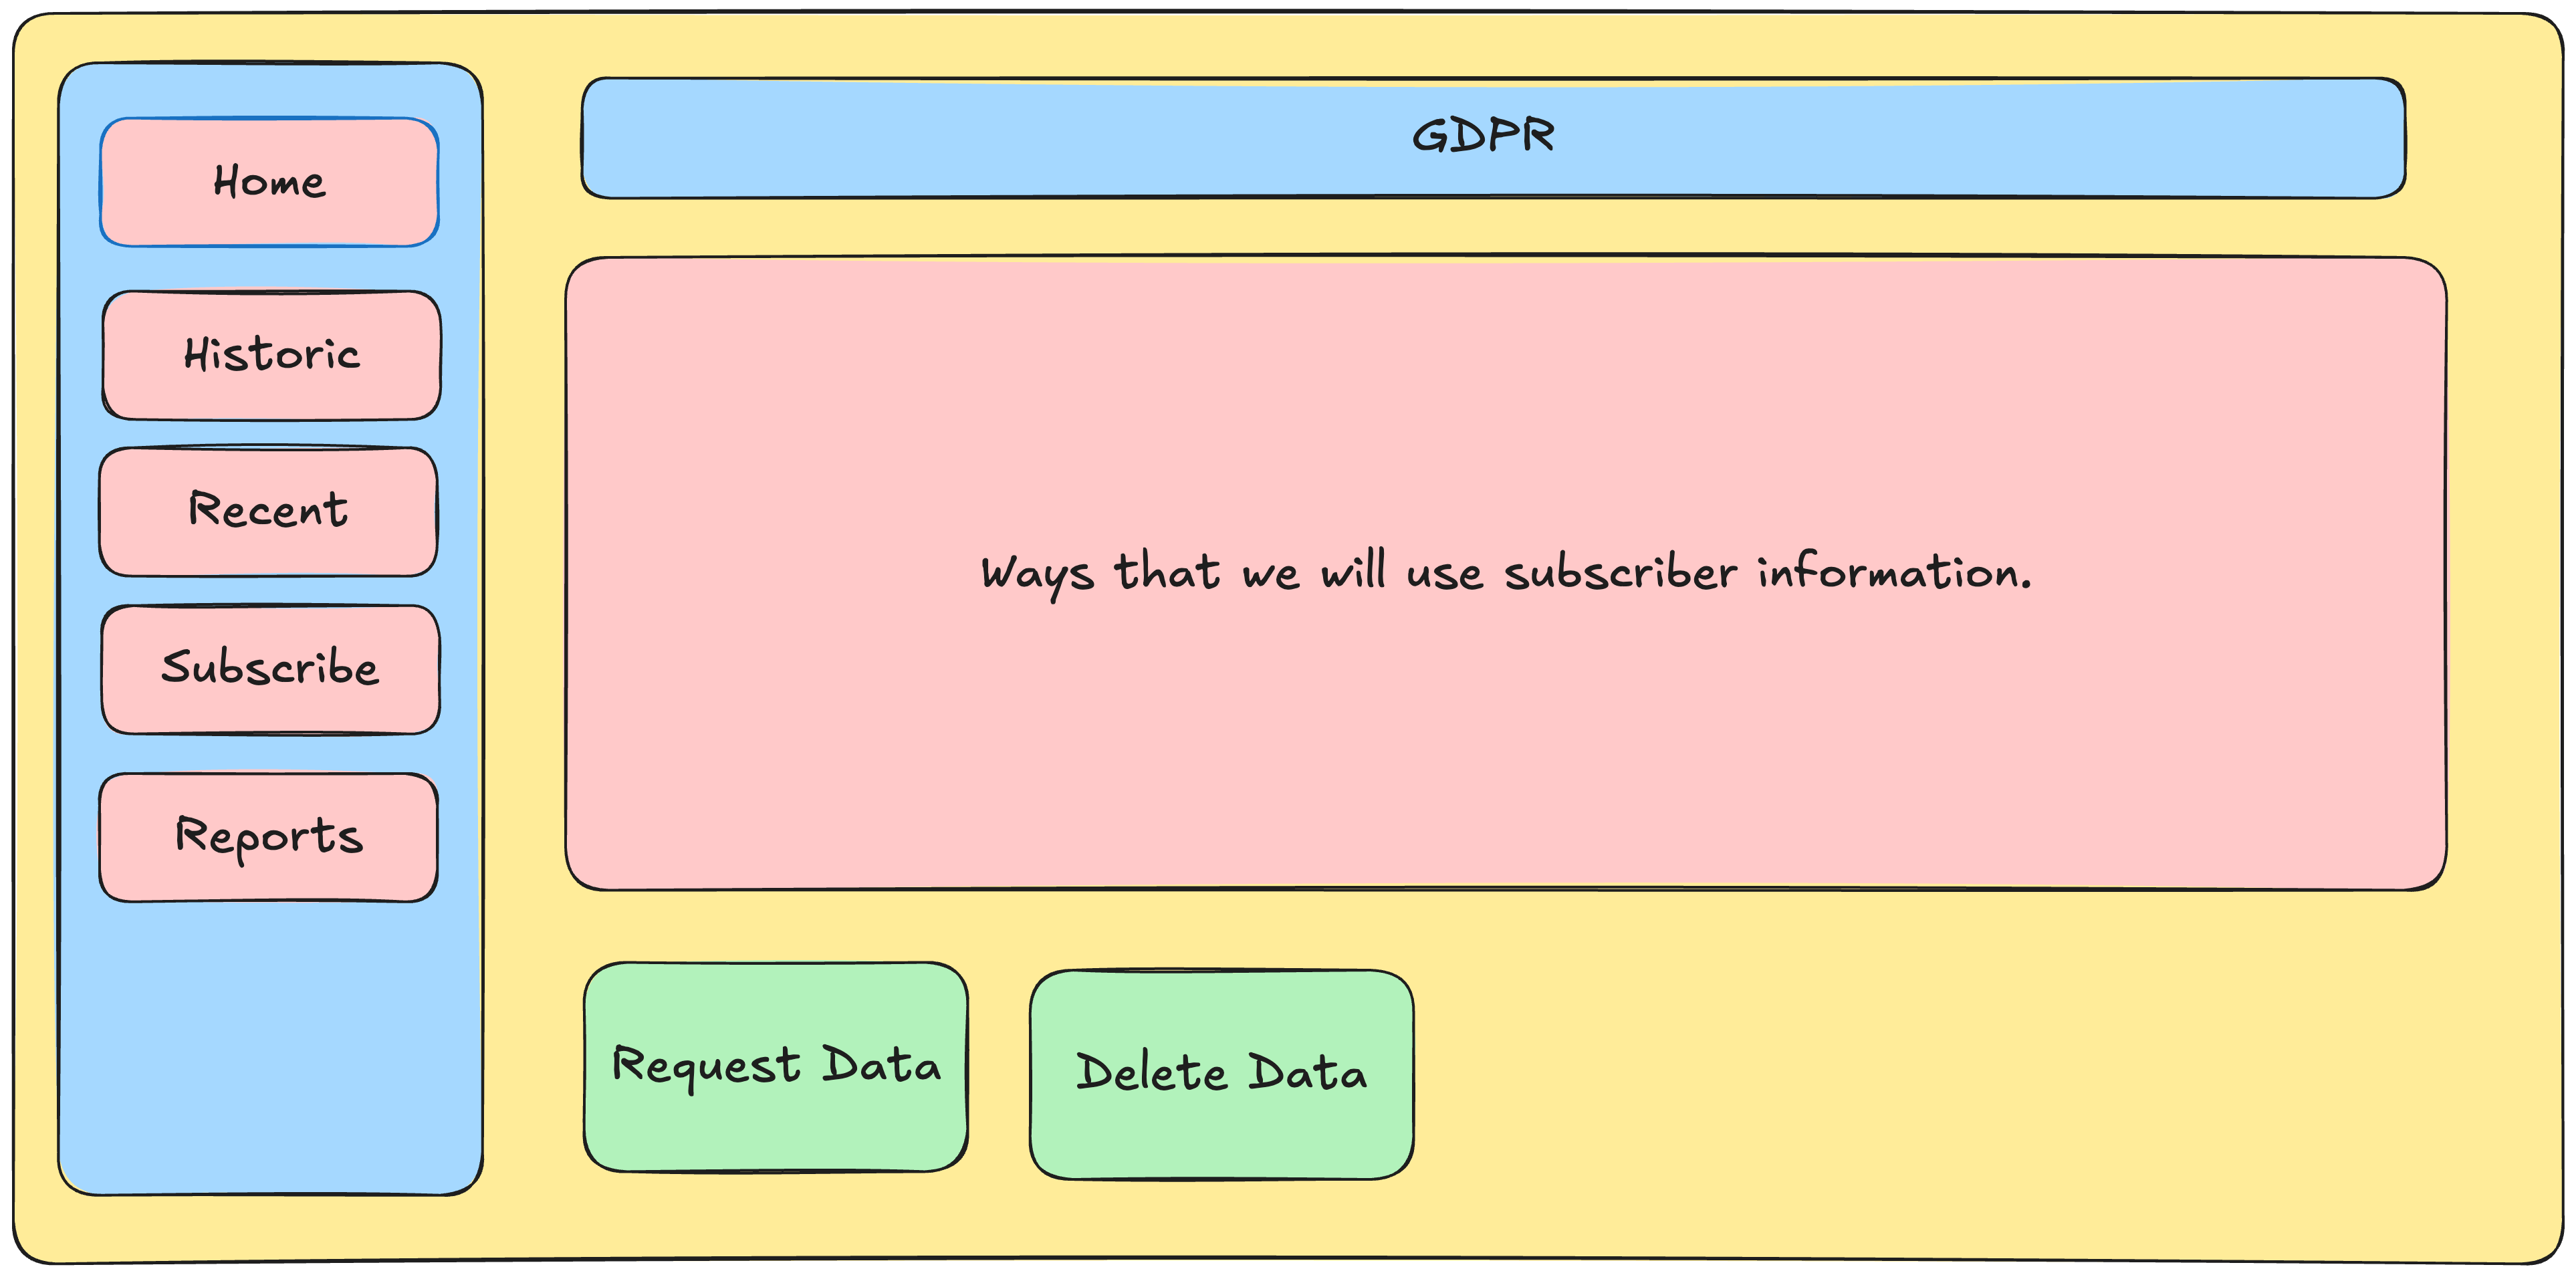 Home
Historic
Recent
Subscribe
Reports
GDPR
Ways that we will use subscriber information.
Request Data
Delete Data